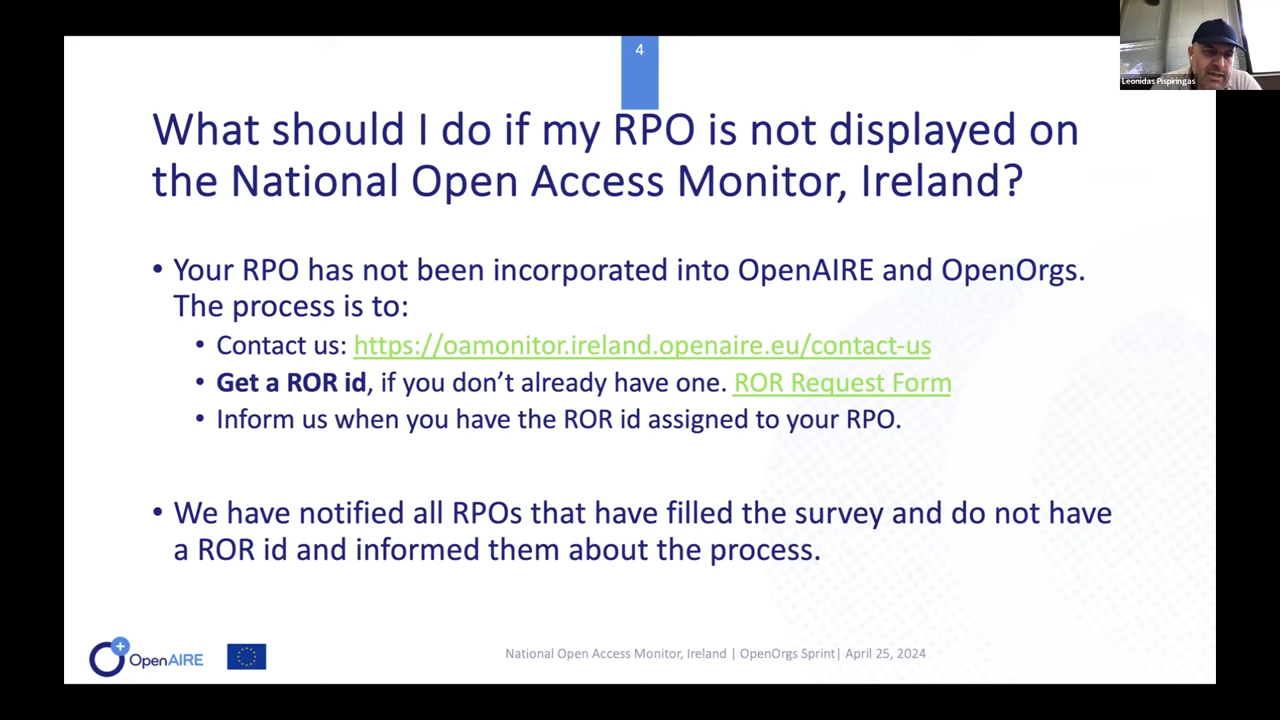 4
Leonidas Pispiringas
What should I do if my RPO is not displayed on
the National Open Access Monitor, Ireland?
• Your RPO has not been incorporated into OpenAIRE and OpenOrgs.
The process is to:
• Contact us: https://oamonitor.ireland.openaire.eu/contact-us
• Get a ROR id, if you don’t already have one. ROR Request Form
• Inform us when you have the ROR id assigned to your RPO.
• We have notified all RPOs that have filled the survey and do not have
a ROR id and informed them about the process.
OpenAIRE
National Open Access Monitor, Ireland | OpenOrgs Sprint| April 25, 2024